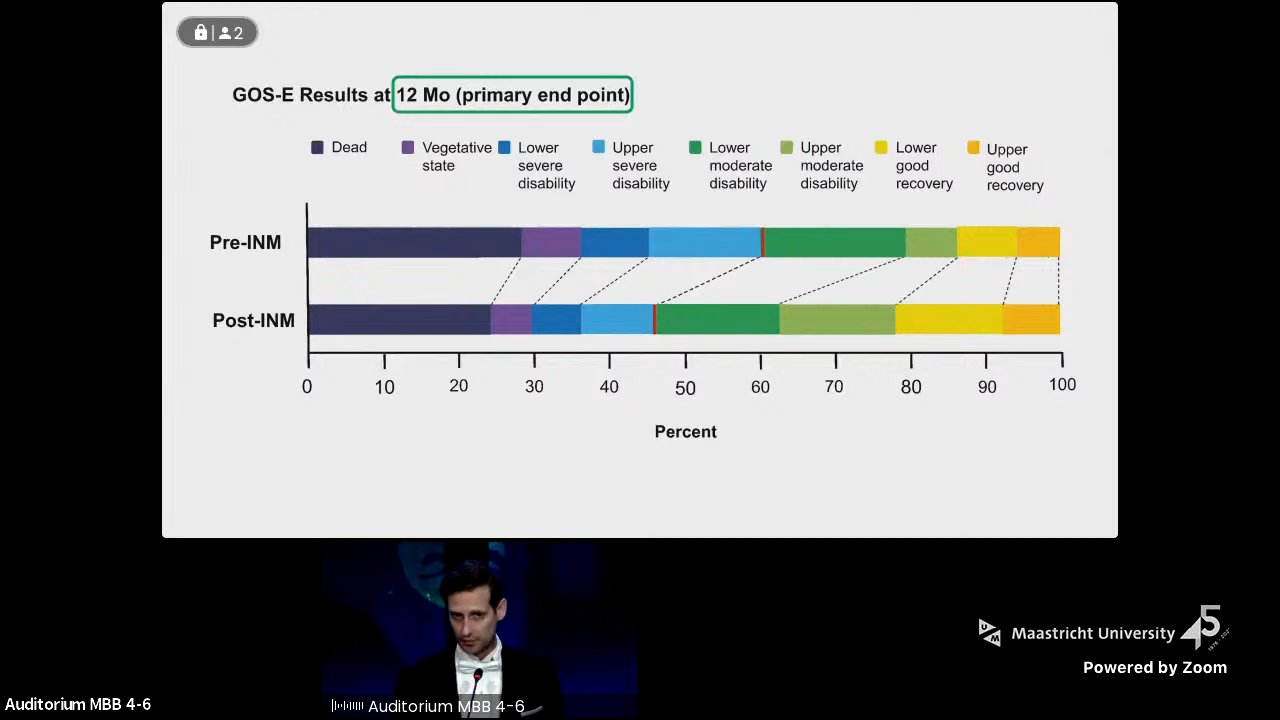 2
GOS-E Results at 12 Mo (primary end point)
Dead
Vegetative
state
Lower
severe
disability
Upper
severe
disability
Lower
moderate
disability
Upper
moderate
disability
Lower
good
recovery
Upper
good
recovery
Pre-INM
Post-INM
0 10 20 30 40 50 60 70 80 90 100
Percent
UM Maastricht University 45
Powered by Zoom
Auditorium MBB 4-6
Auditorium MBB 4-6